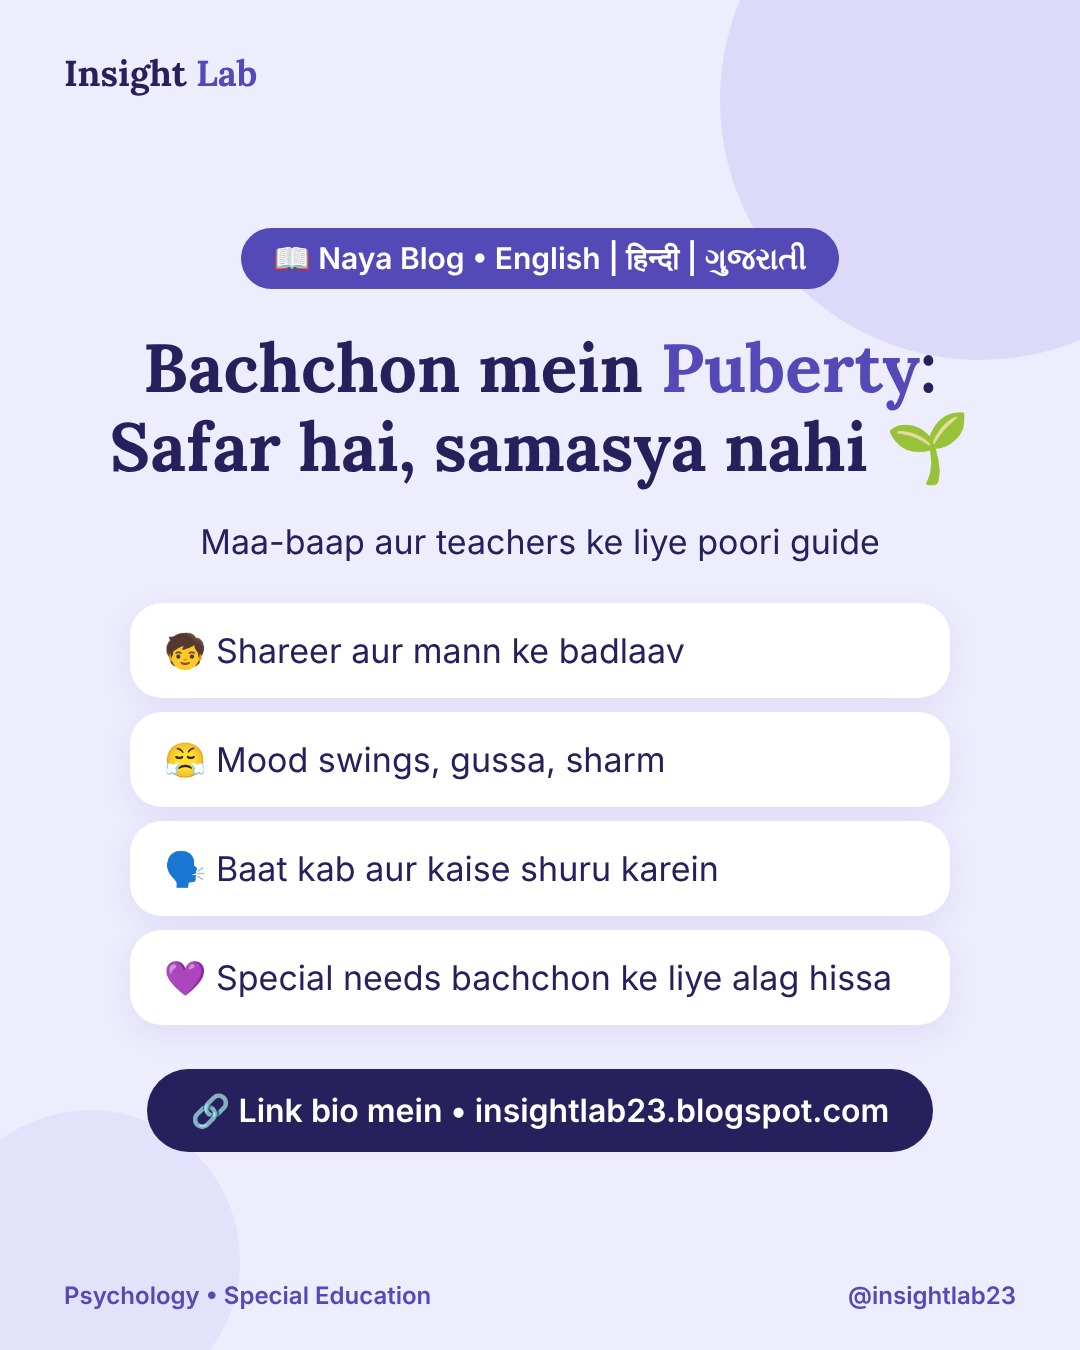 Insight Lab
📖 Naya Blog • English | हिन्दी | ગુજરાતી
Bachchon mein Puberty:
Safar hai, samasya nahi 🌱
Maa-baap aur teachers ke liye poori guide
🧒 Shareer aur mann ke badlaav
😤 Mood swings, gussa, sharm
🗣️ Baat kab aur kaise shuru karein
💜 Special needs bachchon ke liye alag hissa
🔗 Link bio mein • insightlab23.blogspot.com
Psychology • Special Education
@insightlab23